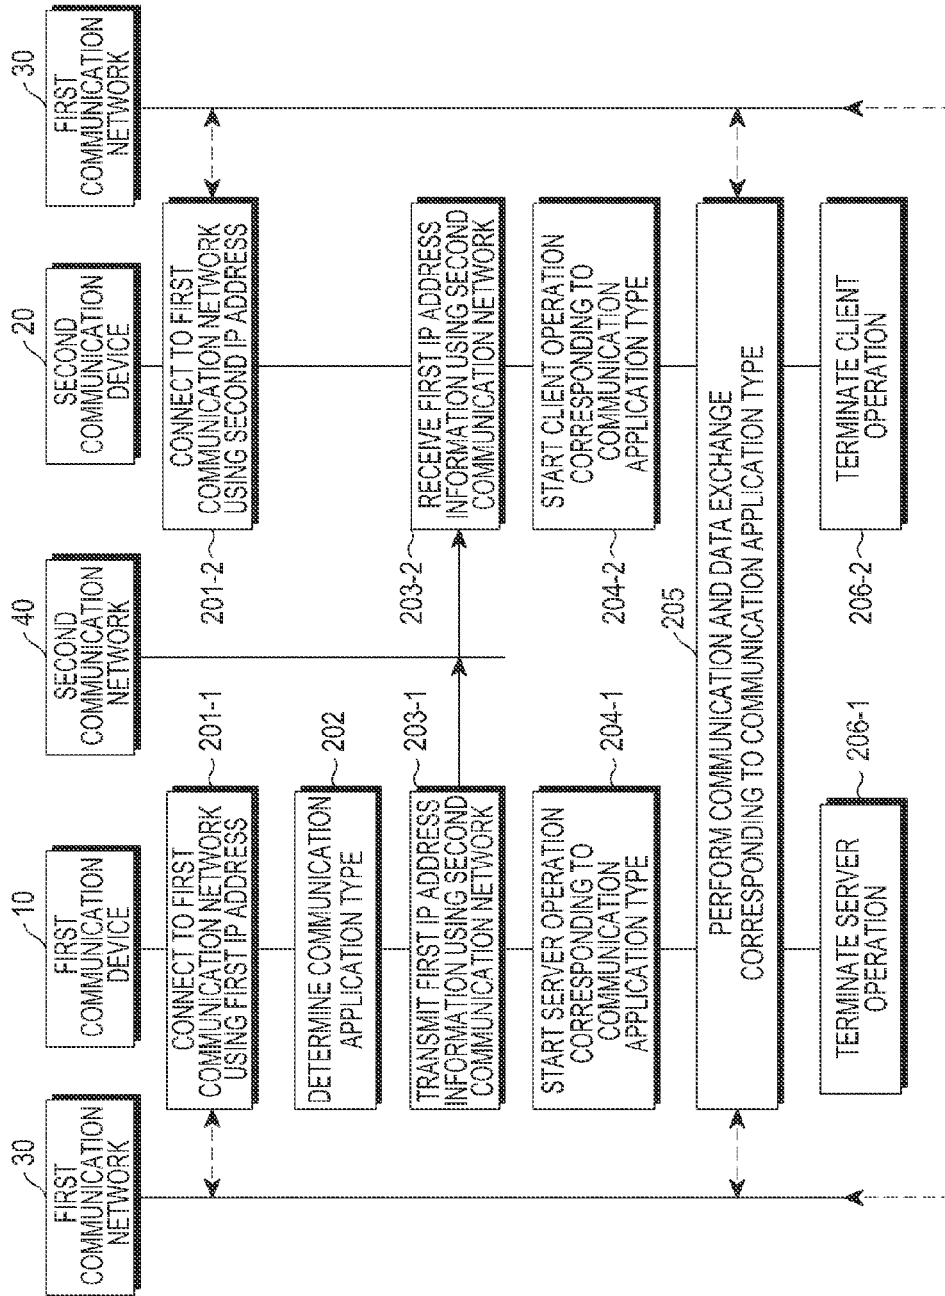 30
FIRST
COMMUNICATION
NETWORK
10
FIRST
COMMUNICATION
DEVICE
40
SECOND
COMMUNICATION
NETWORK
20
SECOND
COMMUNICATION
DEVICE
30
FIRST
COMMUNICATION
NETWORK
201-1
CONNECT TO FIRST
COMMUNICATION NETWORK
USING FIRST IP ADDRESS
201-2
CONNECT TO FIRST
COMMUNICATION NETWORK
USING SECOND IP ADDRESS
202
DETERMINE COMMUNICATION
APPLICATION TYPE
203-1
TRANSMIT FIRST IP ADDRESS
INFORMATION USING SECOND
COMMUNICATION NETWORK
203-2
RECEIVE FIRST IP ADDRESS
INFORMATION USING SECOND
COMMUNICATION NETWORK
204-1
START SERVER OPERATION
CORRESPONDING TO
COMMUNICATION
APPLICATION TYPE
204-2
START CLIENT OPERATION
CORRESPONDING TO
COMMUNICATION
APPLICATION TYPE
205
PERFORM COMMUNICATION AND DATA EXCHANGE
CORRESPONDING TO COMMUNICATION APPLICATION TYPE
206-1
TERMINATE SERVER
OPERATION
206-2
TERMINATE CLIENT
OPERATION